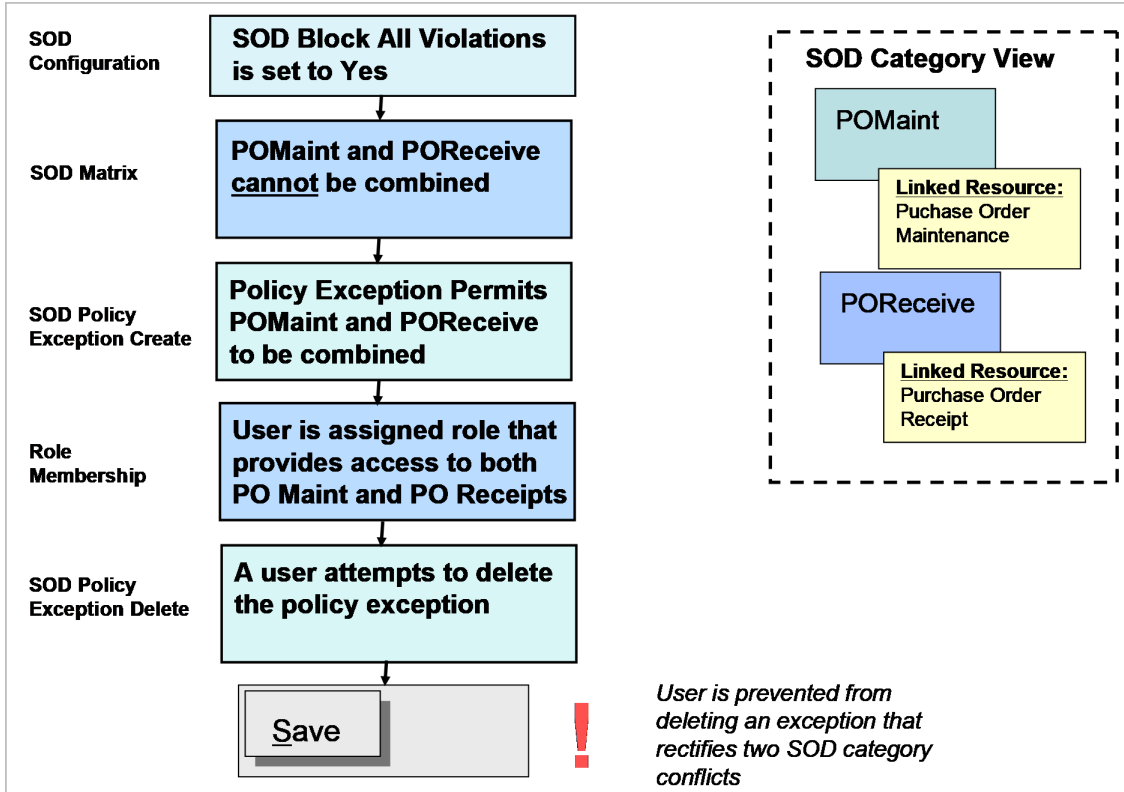 SOD
Configuration
SOD Block All Violations
is set to Yes
SOD Matrix
POMaint and POReceive
cannot be combined
SOD Policy
Exception Create
Policy Exception Permits
POMaint and POReceive
to be combined
Role
Membership
User is assigned role that
provides access to both
PO Maint and PO Receipts
SOD Policy
Exception Delete
A user attempts to delete
the policy exception
Save
!
User is prevented from
deleting an exception that
rectifies two SOD category
conflicts
SOD Category View
POMaint
Linked Resource:
Puchase Order
Maintenance
POReceive
Linked Resource:
Purchase Order
Receipt